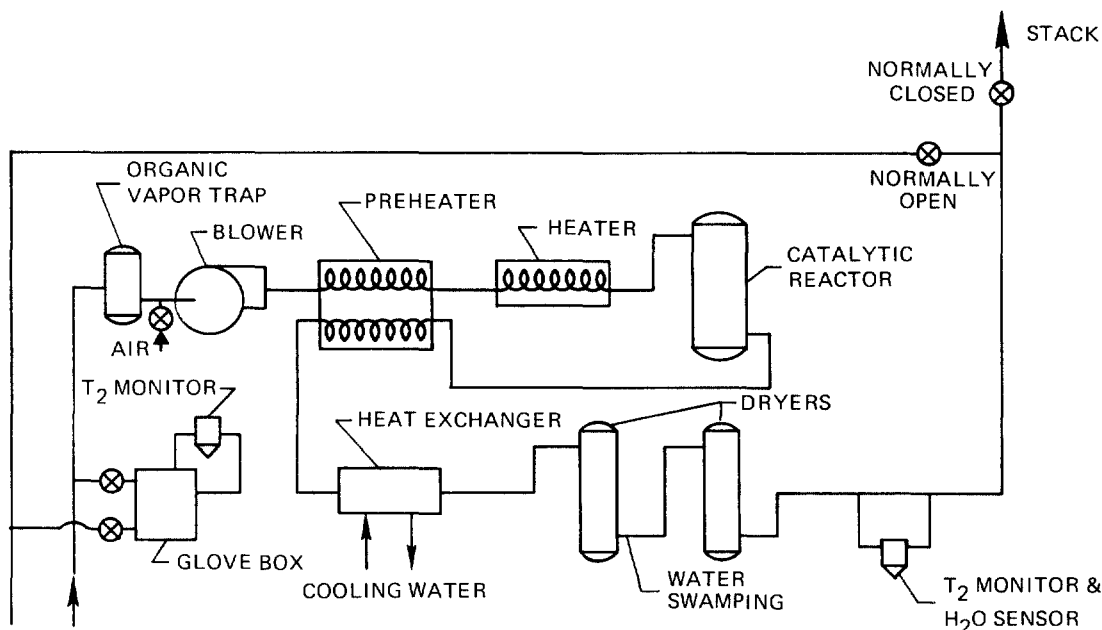 STACK
NORMALLY
CLOSED
NORMALLY
OPEN
ORGANIC
VAPOR TRAP
BLOWER
PREHEATER
HEATER
CATALYTIC
REACTOR
AIR
T₂ MONITOR
HEAT EXCHANGER
DRYERS
GLOVE BOX
COOLING WATER
WATER
SWAMPING
T₂ MONITOR &
H₂O SENSOR